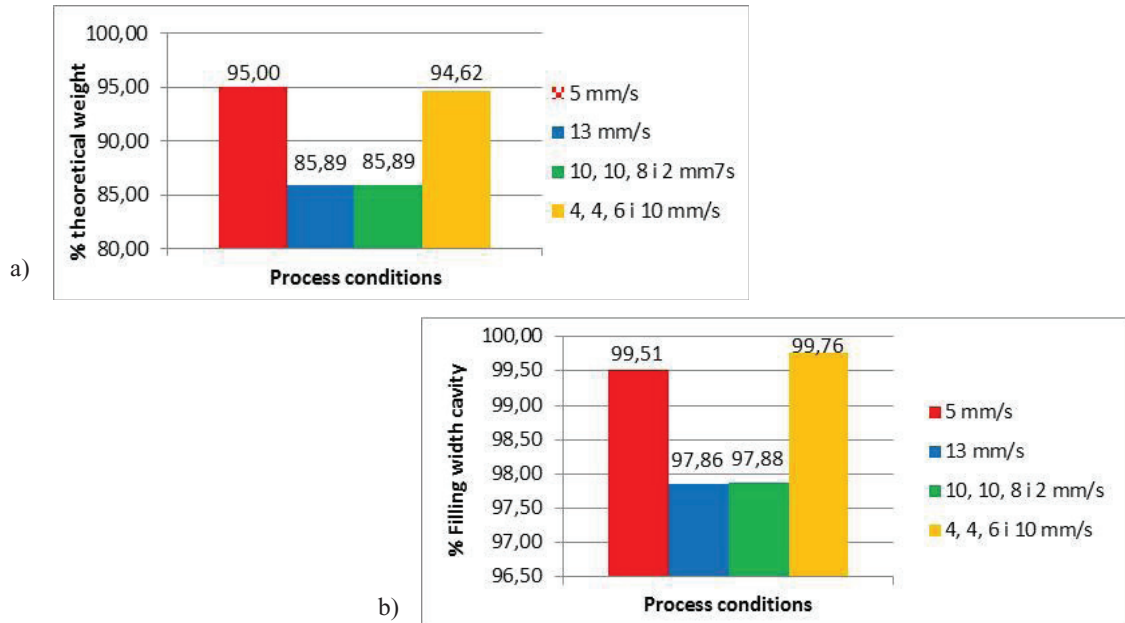 100,00
95,00
90,00
85,00
80,00
% theoretical weight
95,00
85,89
85,89
94,62
Process conditions
5 mm/s
13 mm/s
10, 10, 8 i 2 mm7s
4, 4, 6 i 10 mm/s
a)
100,00
99,50
99,00
98,50
98,00
97,50
97,00
96,50
% Filling width cavity
99,51
97,86
97,88
99,76
Process conditions
5 mm/s
13 mm/s
10, 10, 8 i 2 mm/s
4, 4, 6 i 10 mm/s
b)